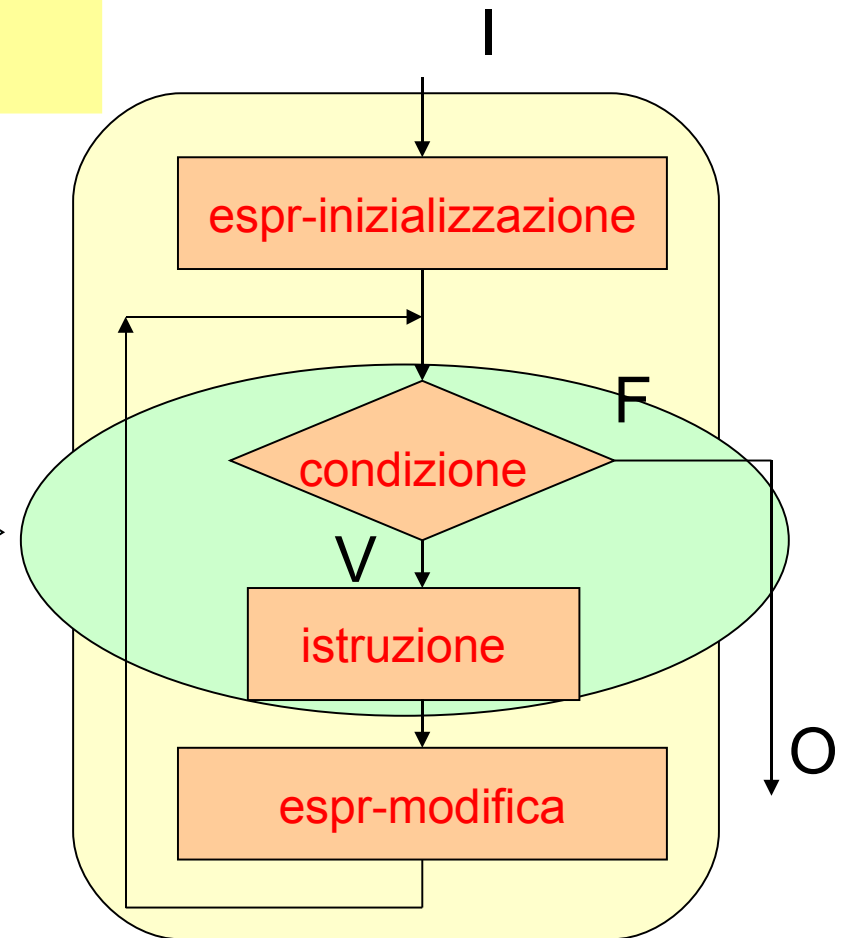 I
espr-inizializzazione
F
condizione
V
istruzione
O
espr-modifica